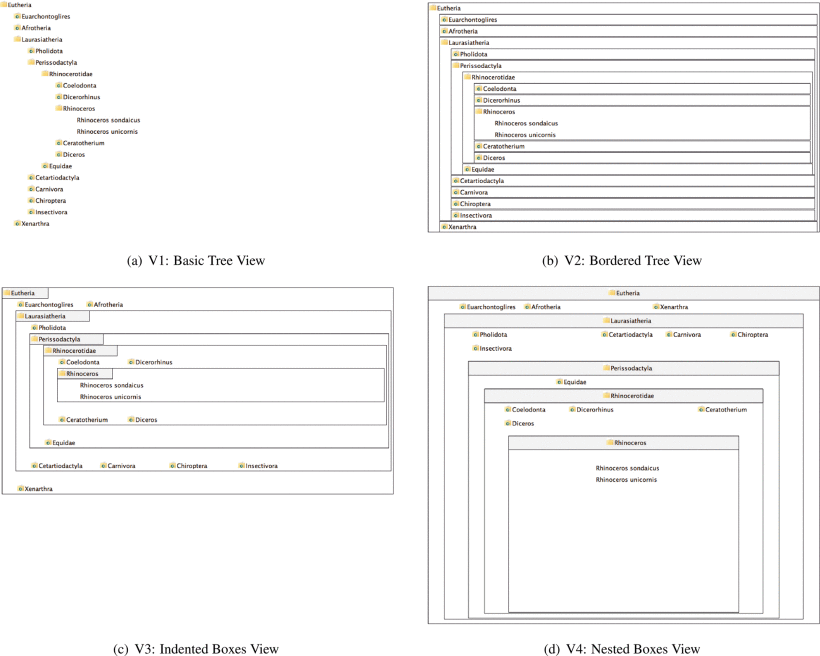 Eutheria
Euarchontoglires
Afrotheria
Laurasiatheria
Pholidota
Perissodactyla
Rhinocerotidae
Coelodonta
Dicerorhinus
Rhinoceros
Rhinoceros sondaicus
Rhinoceros unicornis
Ceratotherium
Diceros
Equidae
Cetartiodactyla
Carnivora
Chiroptera
Insectivora
Xenarthra
(a) V1: Basic Tree View
Eutheria
Euarchontoglires
Afrotheria
Laurasiatheria
Pholidota
Perissodactyla
Rhinocerotidae
Coelodonta
Dicerorhinus
Rhinoceros
Rhinoceros sondaicus
Rhinoceros unicornis
Ceratotherium
Diceros
Equidae
Cetartiodactyla
Carnivora
Chiroptera
Insectivora
Xenarthra
(b) V2: Bordered Tree View
Eutheria
Euarchontoglires Afrotheria
Laurasiatheria
Pholidota
Perissodactyla
Rhinocerotidae
Coelodonta Dicerorhinus
Rhinoceros
Rhinoceros sondaicus
Rhinoceros unicornis
Ceratotherium Diceros
Equidae
Cetartiodactyla Carnivora Chiroptera Insectivora
Xenarthra
(c) V3: Indented Boxes View
Eutheria
Euarchontoglires Afrotheria Xenarthra
Laurasiatheria
Pholidota Cetartiodactyla Carnivora Chiroptera
Insectivora
Perissodactyla
Equidae
Rhinocerotidae
Coelodonta Dicerorhinus Ceratotherium
Diceros
Rhinoceros
Rhinoceros sondaicus
Rhinoceros unicornis
(d) V4: Nested Boxes View